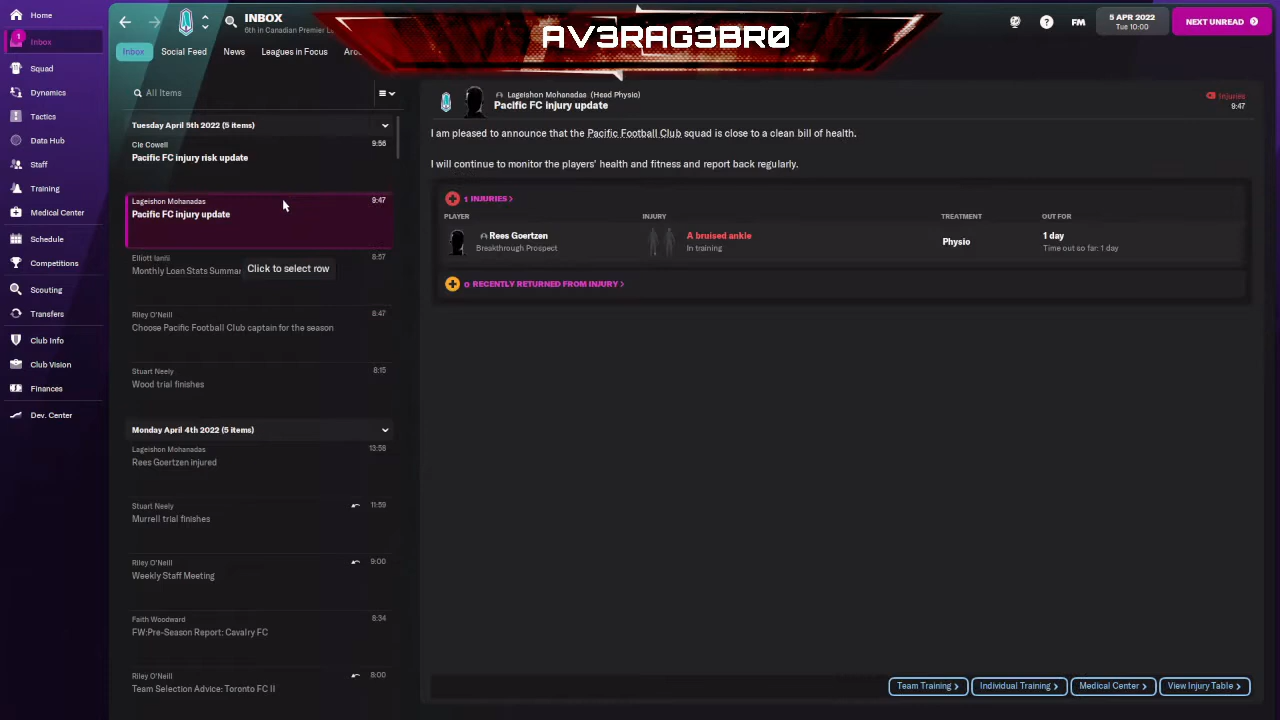 AV3RAG3BR0
INBOX
6th in Canadian Premier L
FM
5 APR 2022
Tue 10:00
NEXT UNREAD
Home
1
Inbox
Squad
Dynamics
Tactics
Data Hub
Staff
Training
Medical Center
Schedule
Competitions
Scouting
Transfers
Club Info
Club Vision
Finances
Dev. Center
Inbox
Social Feed
News
Leagues in Focus
All Items
Tuesday April 5th 2022 (5 items)
Cle Cowell
9:56
Pacific FC injury risk update
Lageishon Mohanadas
9:47
Pacific FC injury update
Elliott Ianni
8:57
Monthly Loan Stats Summar
Click to select row
Riley O'Neill
8:47
Choose Pacific Football Club captain for the season
Stuart Neely
8:15
Wood trial finishes
Monday April 4th 2022 (5 items)
Lageishon Mohanadas
13:56
Rees Goertzen injured
Stuart Neely
11:59
Murrell trial finishes
Riley O'Neill
9:00
Weekly Staff Meeting
Faith Woodward
8:34
FW:Pre-Season Report: Cavalry FC
Riley O'Neill
8:00
Team Selection Advice: Toronto FC II
Lageishon Mohanadas (Head Physio)
Pacific FC injury update
Injuries
9:47
I am pleased to announce that the Pacific Football Club squad is close to a clean bill of health.
I will continue to monitor the players' health and fitness and report back regularly.
1 INJURIES >
PLAYER INJURY TREATMENT OUT FOR
Rees Goertzen
Breakthrough Prospect
A bruised ankle
In training
Physio
1 day
Time out so far: 1 day
0 RECENTLY RETURNED FROM INJURY >
Team Training >
Individual Training >
Medical Center >
View Injury Table >